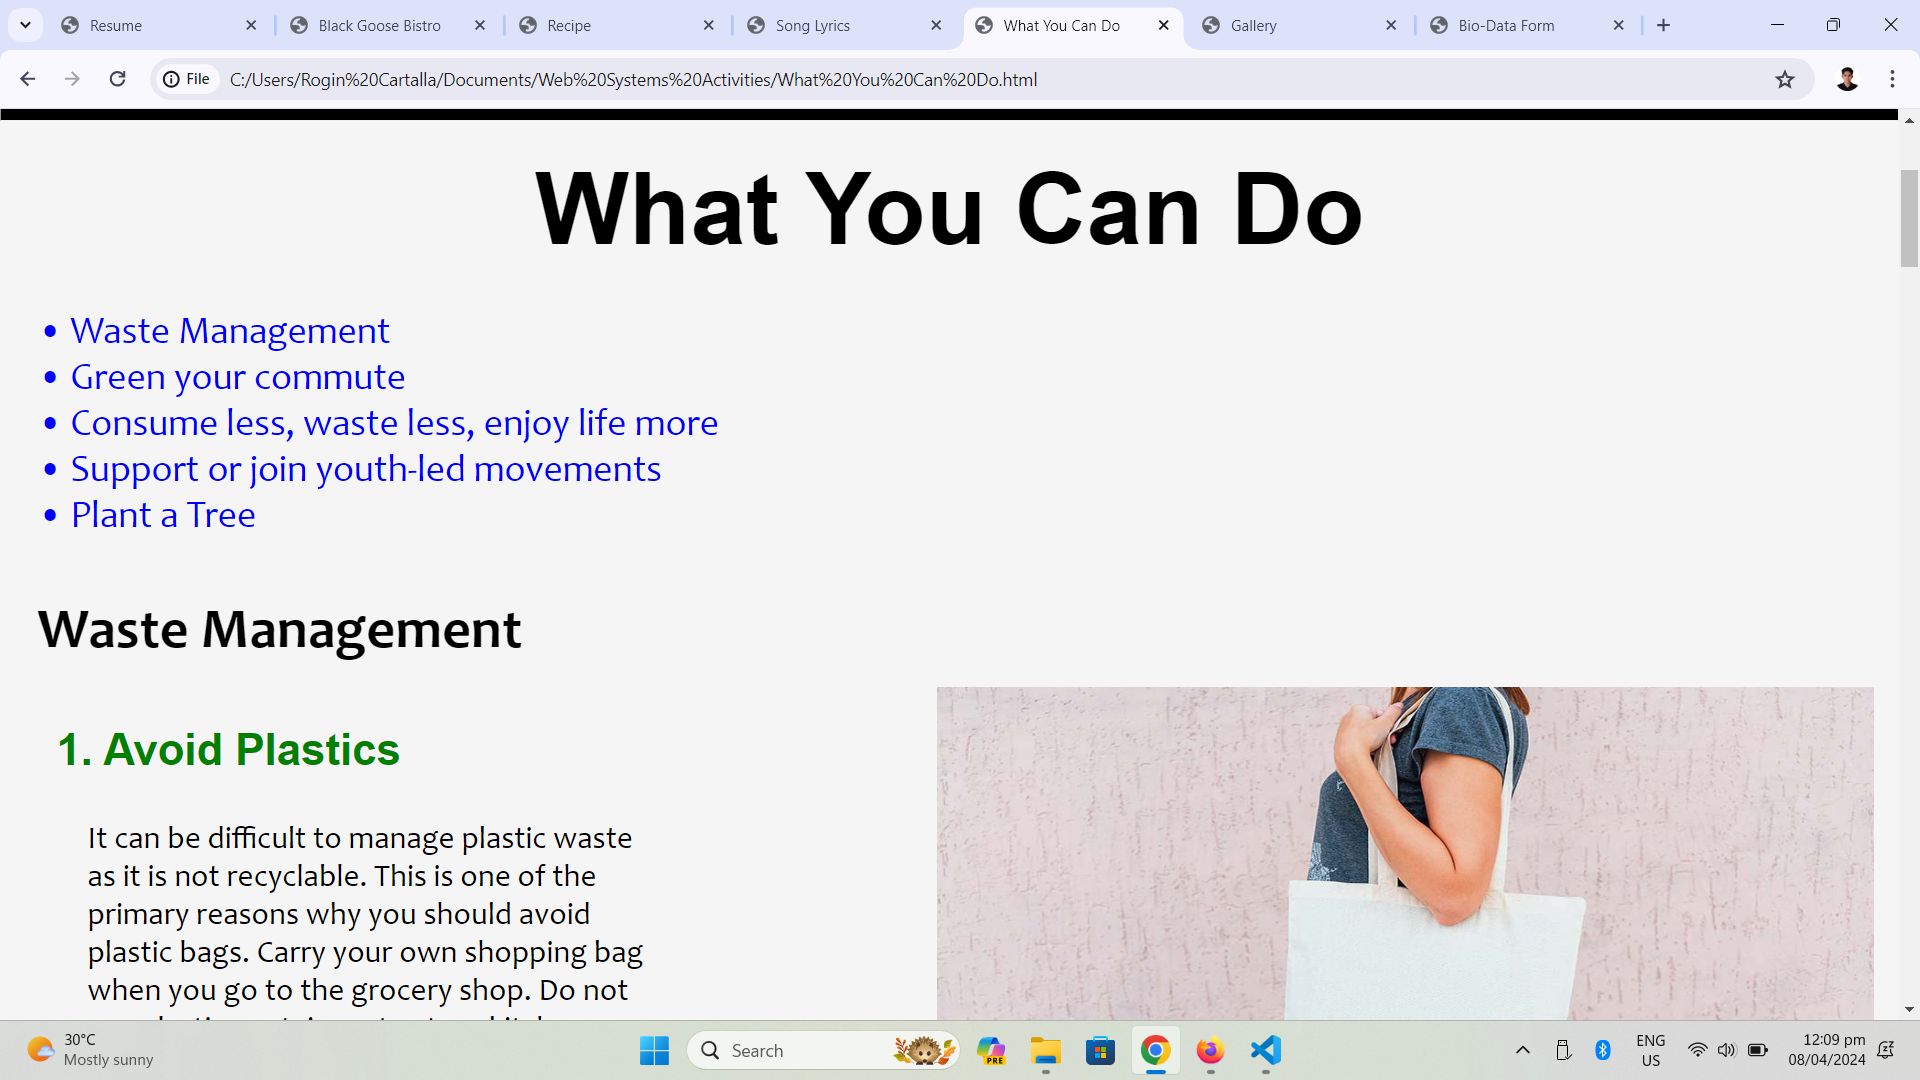 Resume
Black Goose Bistro
Recipe
Song Lyrics
What You Can Do
Gallery
Bio-Data Form
File
C:/Users/Rogin%20Cartalla/Documents/Web%20Systems%20Activities/What%20You%20Can%20Do.html
What You Can Do
• Waste Management
• Green your commute
• Consume less, waste less, enjoy life more
• Support or join youth-led movements
• Plant a Tree
Waste Management
1. Avoid Plastics
It can be difficult to manage plastic waste
as it is not recyclable. This is one of the
primary reasons why you should avoid
plastic bags. Carry your own shopping bag
when you go to the grocery shop. Do not
30°C
Mostly sunny
Search
PRE
ENG
US
12:09 pm
08/04/2024